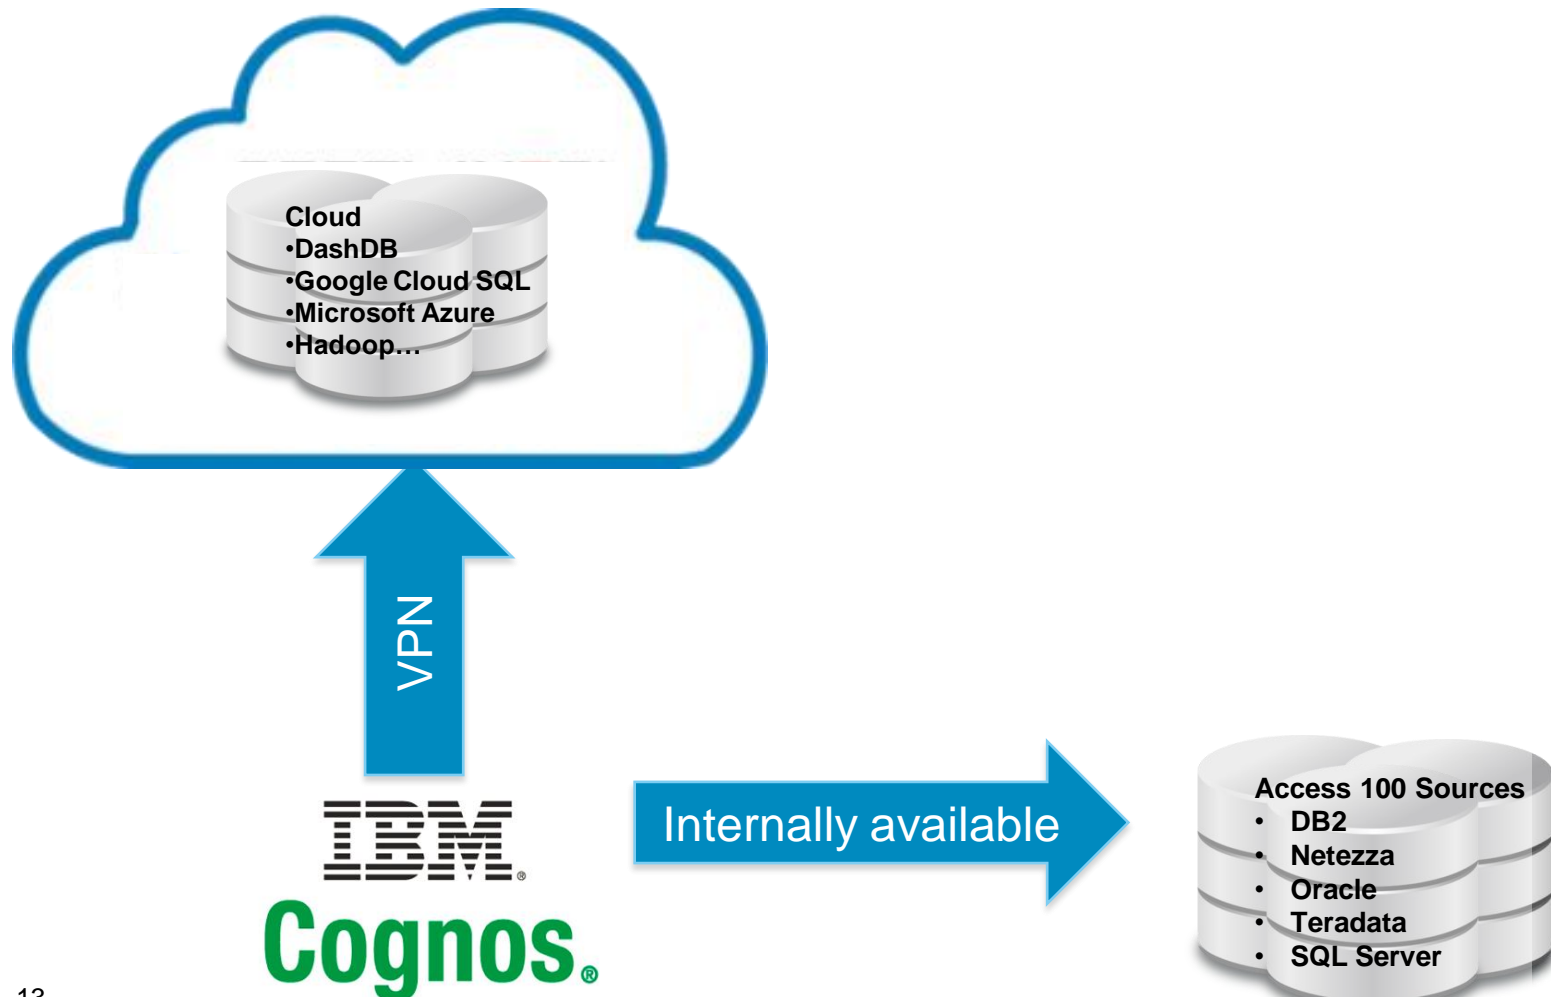 Cloud
•DashDB
•Google Cloud SQL
•Microsoft Azure
•Hadoop…
VPN
IBM®
Cognos®
Internally available
Access 100 Sources
• DB2
• Netezza
• Oracle
• Teradata
• SQL Server
13